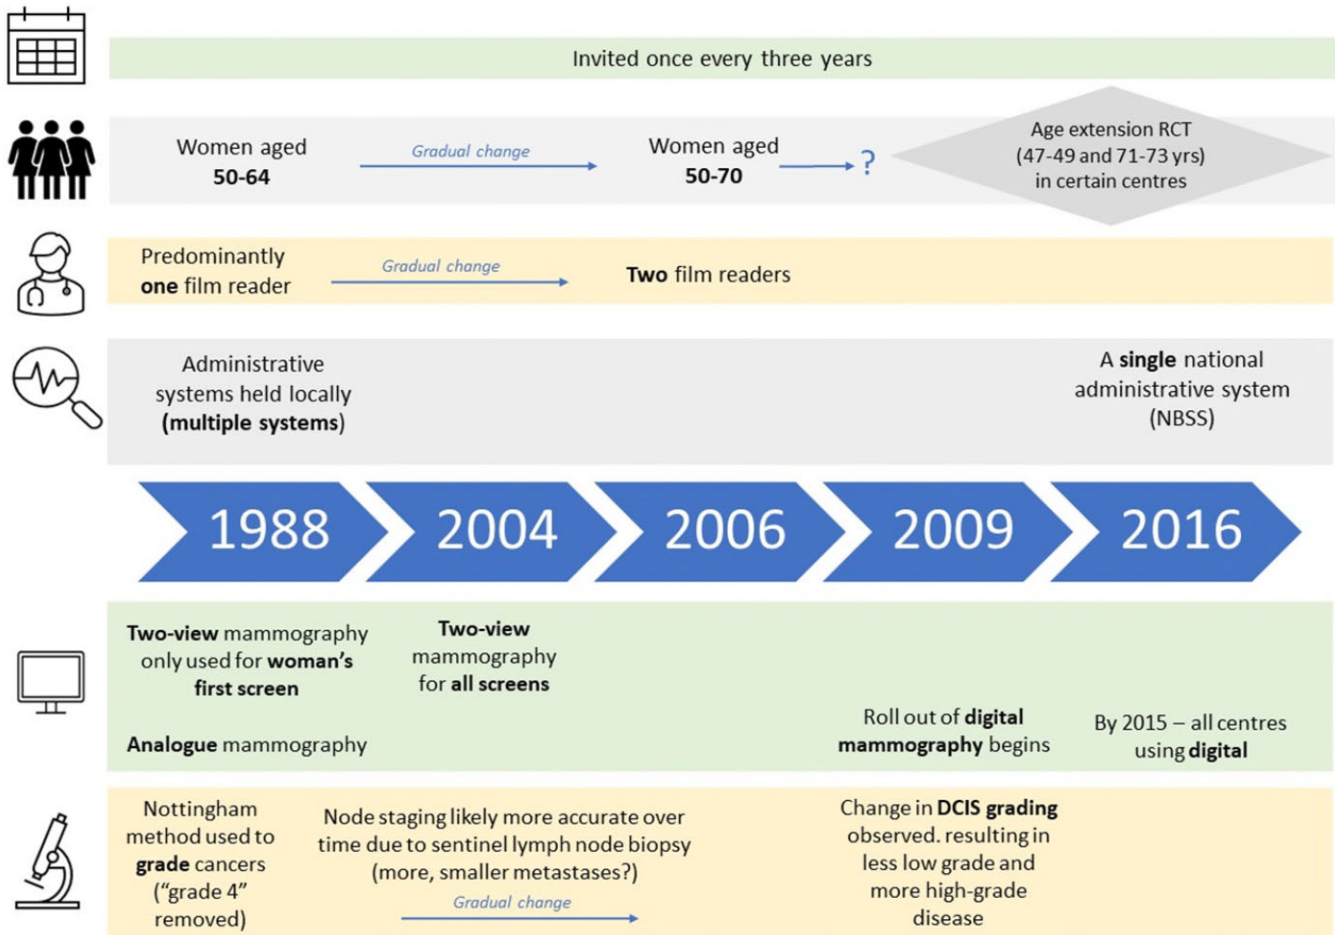 Invited once every three years
Women aged
50-64
Gradual change
Women aged
50-70
?
Age extension RCT
(47-49 and 71-73 yrs)
in certain centres
Predominantly
one film reader
Gradual change
Two film readers
Administrative
systems held locally
(multiple systems)
A single national
administrative system
(NBSS)
1988
2004
2006
2009
2016
Two-view mammography
only used for woman's
first screen
Analogue mammography
Two-view
mammography
for all screens
Roll out of digital
mammography begins
By 2015 – all centres
using digital
Nottingham
method used to
grade cancers
("grade 4"
removed)
Node staging likely more accurate over
time due to sentinel lymph node biopsy
(more, smaller metastases?)
Gradual change
Change in DCIS grading
observed. resulting in
less low grade and
more high-grade
disease